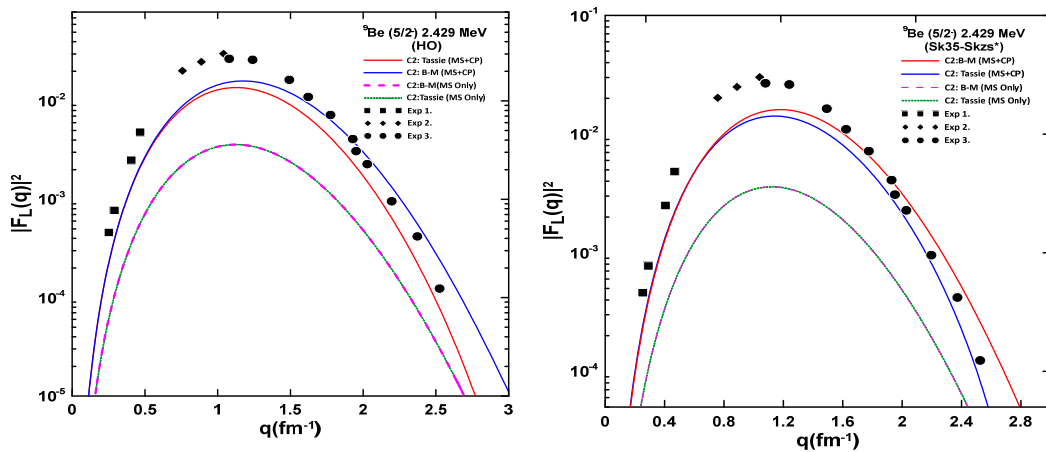 ⁹Be (5/2⁻) 2.429 MeV
(HO)
C2: Tassie (MS+CP)
C2: B-M (MS+CP)
C2:B-M (MS Only)
C2:Tassie (MS Only)
Exp 1.
Exp 2.
Exp 3.
|F_L(q)|²
10⁻²
10⁻³
10⁻⁴
10⁻⁵
0 0.5 1 1.5 2 2.5 3
q(fm⁻¹)
⁹Be (5/2⁻) 2.429 MeV
(Sk35-Skzs*)
C2:B-M (MS+CP)
C2: Tassie (MS+CP)
C2: B-M (MS Only)
C2: Tassie (MS Only)
Exp 1.
Exp 2.
Exp 3.
|F_L(q)|²
10⁻¹
10⁻²
10⁻³
10⁻⁴
0 0.4 0.8 1.2 1.6 2 2.4 2.8
q(fm⁻¹)